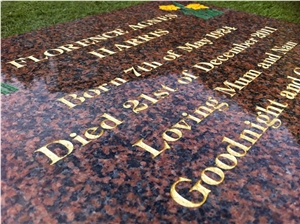 FLORENCE AGNES
HARRIS
Born 7th of May 1924
Died 21st of December 2011
Loving Mum and Nan
Goodnight and